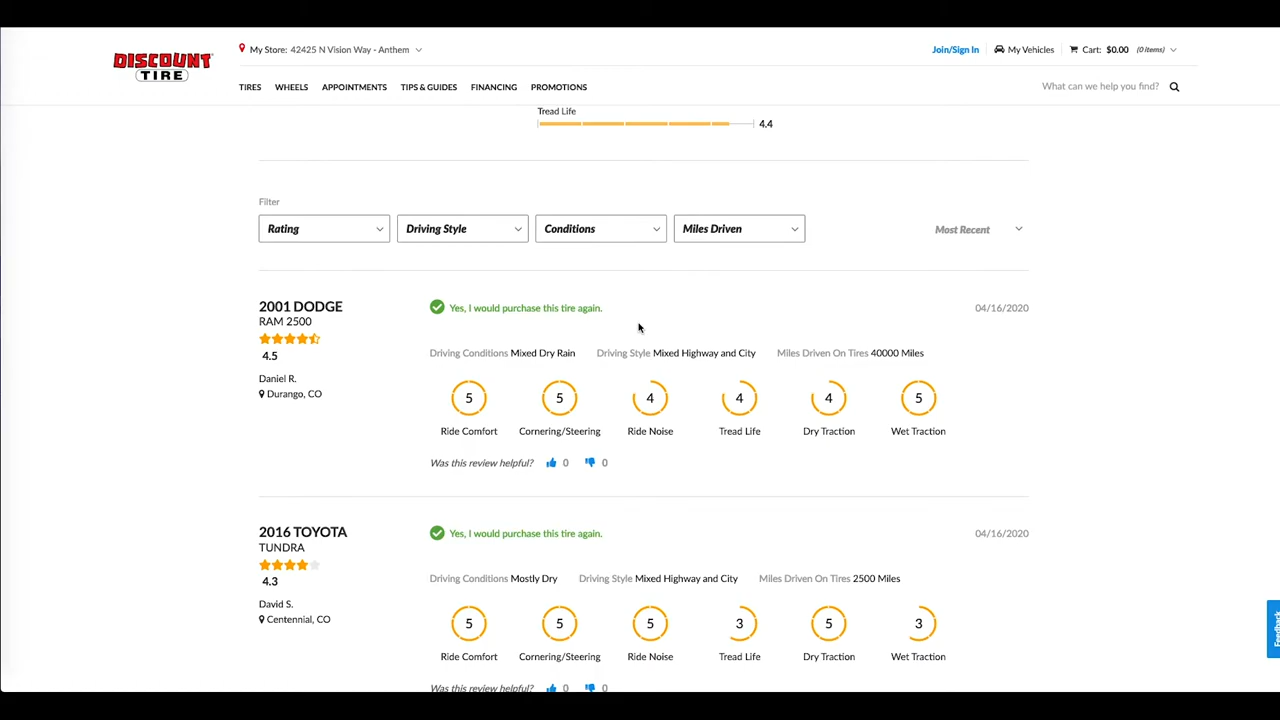 DISCOUNT
TIRE
My Store: 42425 N Vision Way - Anthem
Join/Sign In
My Vehicles
Cart: $0.00 (0 items)
TIRES
WHEELS
APPOINTMENTS
TIPS & GUIDES
FINANCING
PROMOTIONS
What can we help you find?
Tread Life
4.4
Filter
Rating
Driving Style
Conditions
Miles Driven
Most Recent
2001 DODGE
RAM 2500
4.5
Daniel R.
Durango, CO
Yes, I would purchase this tire again.
04/16/2020
Driving Conditions Mixed Dry Rain
Driving Style Mixed Highway and City
Miles Driven On Tires 40000 Miles
5 5 4 4 4 5
Ride Comfort Cornering/Steering Ride Noise Tread Life Dry Traction Wet Traction
Was this review helpful? 0 0
2016 TOYOTA
TUNDRA
4.3
David S.
Centennial, CO
Yes, I would purchase this tire again.
04/16/2020
Driving Conditions Mostly Dry
Driving Style Mixed Highway and City
Miles Driven On Tires 2500 Miles
5 5 5 3 5 3
Ride Comfort Cornering/Steering Ride Noise Tread Life Dry Traction Wet Traction
Was this review helpful? 0 0
Feedback